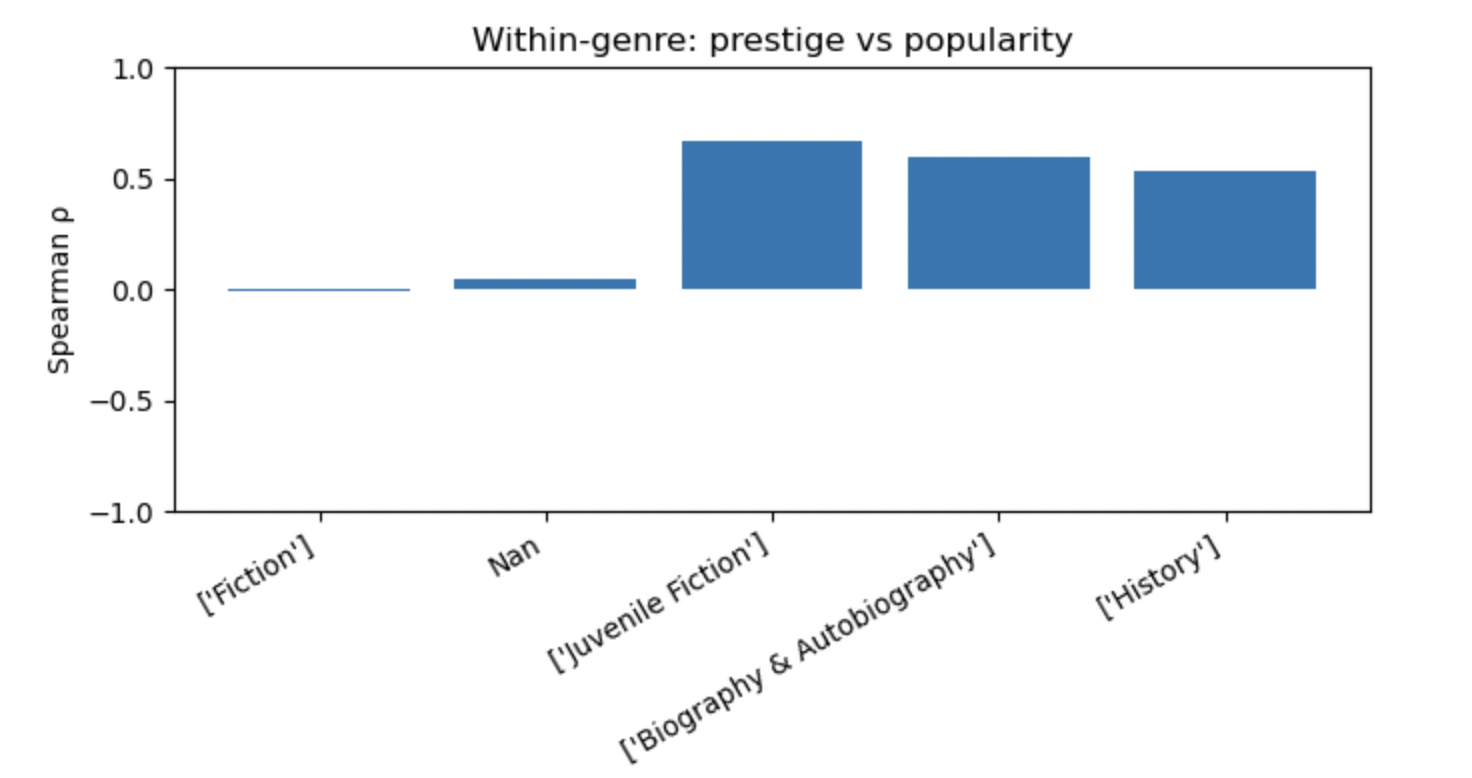 Within-genre: prestige vs popularity
1.0
0.5
0.0
−0.5
−1.0
Spearman ρ
['Fiction']
Nan
['Juvenile Fiction']
['Biography & Autobiography']
['History']